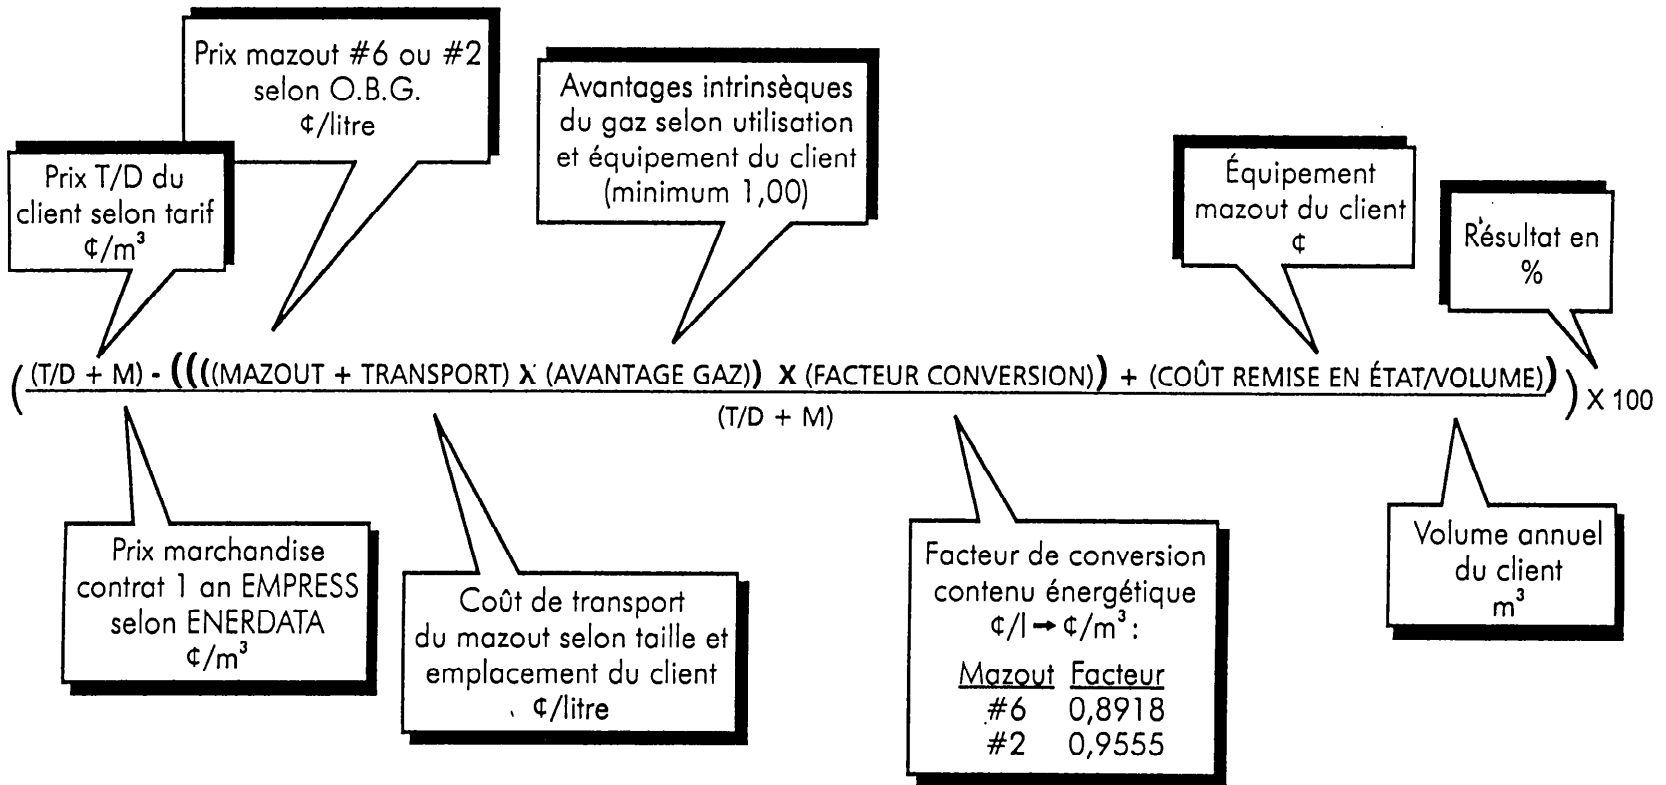 Prix mazout #6 ou #2
selon O.B.G.
¢/litre
Prix T/D du
client selon tarif
¢/m³
Avantages intrinsèques
du gaz selon utilisation
et équipement du client
(minimum 1,00)
Équipement
mazout du client
¢
Résultat en
%
((T/D + M) - ((((MAZOUT + TRANSPORT) X (AVANTAGE GAZ)) X (FACTEUR CONVERSION)) + (COÛT REMISE EN ÉTAT/VOLUME))) X 100
(T/D + M)
Prix marchandise
contrat 1 an EMPRESS
selon ENERDATA
¢/m³
Coût de transport
du mazout selon taille et
emplacement du client
¢/litre
Facteur de conversion
contenu énergétique
¢/l → ¢/m³ :
Mazout Facteur
#6 0,8918
#2 0,9555
Volume annuel
du client
m³